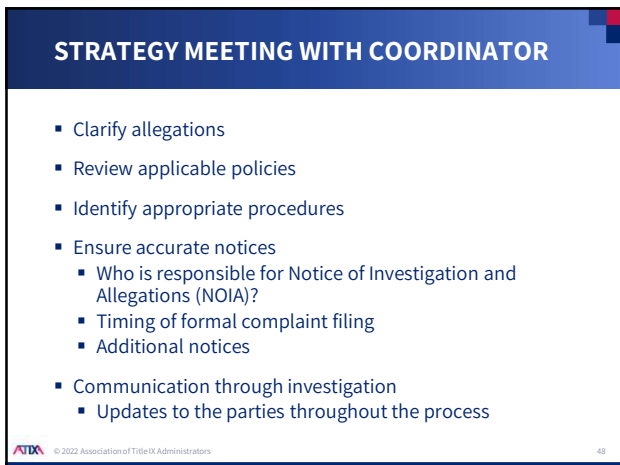 STRATEGY MEETING WITH COORDINATOR
▪ Clarify allegations
▪ Review applicable policies
▪ Identify appropriate procedures
▪ Ensure accurate notices
▪ Who is responsible for Notice of Investigation and
Allegations (NOIA)?
▪ Timing of formal complaint filing
▪ Additional notices
▪ Communication through investigation
▪ Updates to the parties throughout the process
ATIXA © 2022 Association of Title IX Administrators 48